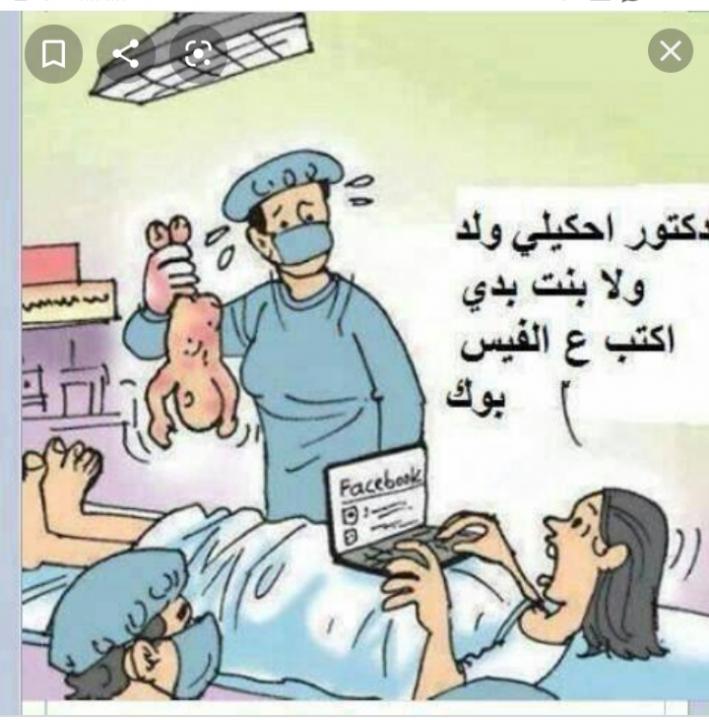 دكتور احكيلي ولد
ولا بنت بدي
اكتب ع الفيس
بوك
Facebook